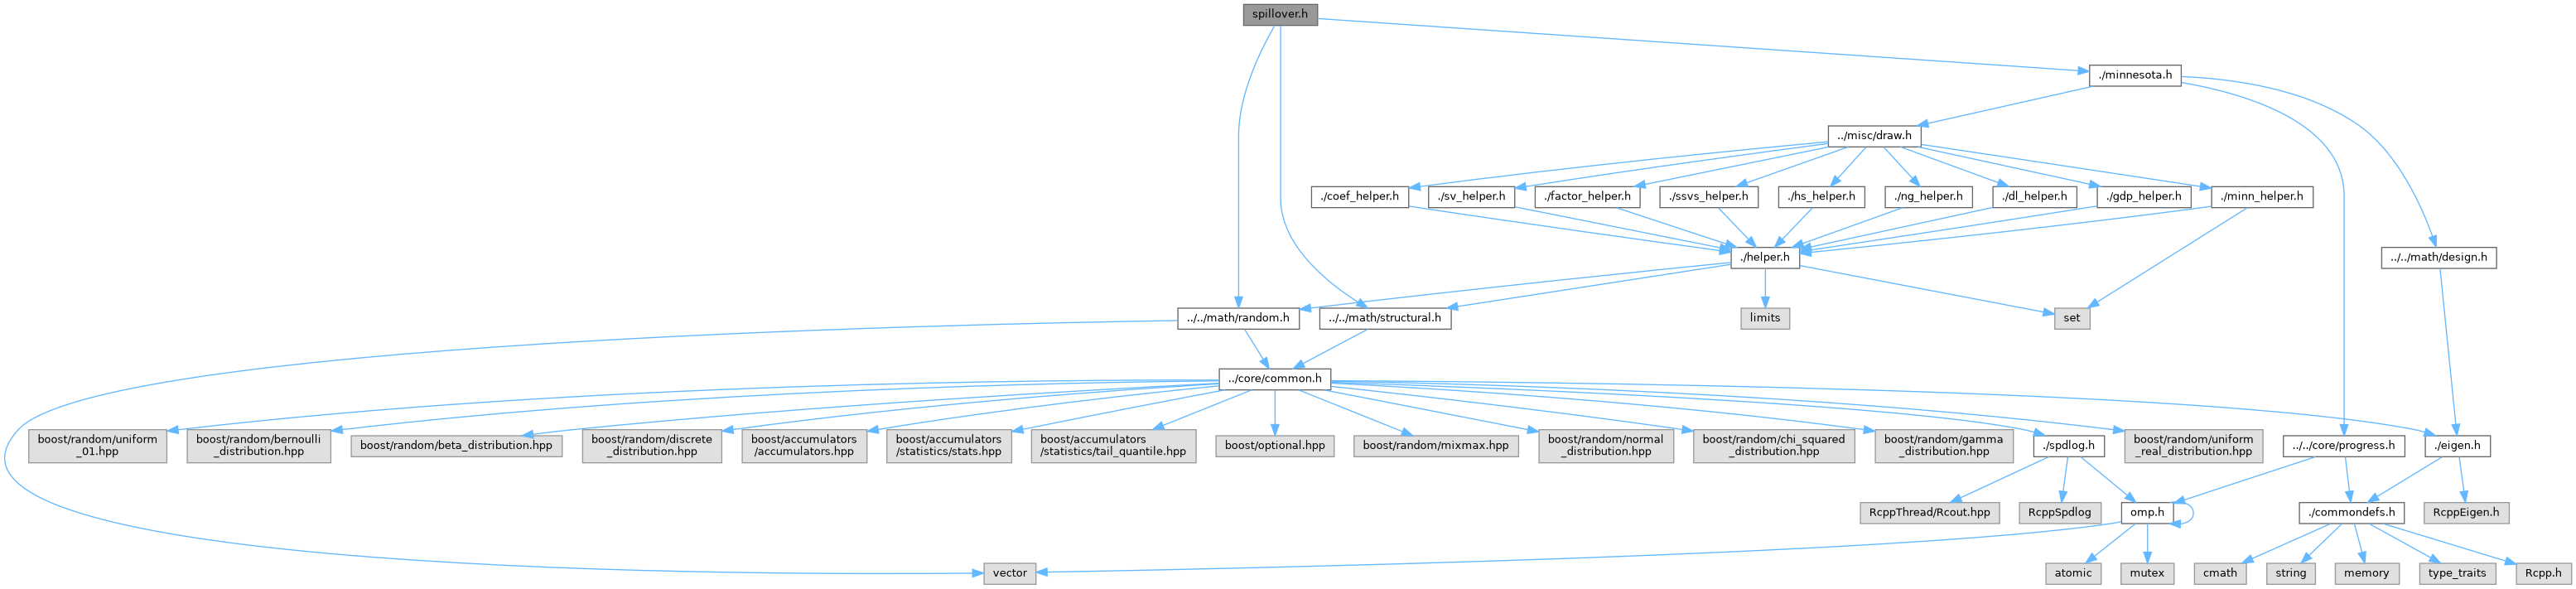 spillover.h
./minnesota.h
../misc/draw.h
./coef_helper.h
./sv_helper.h
./factor_helper.h
./ssvs_helper.h
./hs_helper.h
./ng_helper.h
./dl_helper.h
./gdp_helper.h
./minn_helper.h
./helper.h
../../math/design.h
../../math/random.h
../../math/structural.h
limits
set
../core/common.h
boost/random/uniform
_01.hpp
boost/random/bernoulli
_distribution.hpp
boost/random/beta_distribution.hpp
boost/random/discrete
_distribution.hpp
boost/accumulators
/accumulators.hpp
boost/accumulators
/statistics/stats.hpp
boost/accumulators
/statistics/tail_quantile.hpp
boost/optional.hpp
boost/random/mixmax.hpp
boost/random/normal
_distribution.hpp
boost/random/chi_squared
_distribution.hpp
boost/random/gamma
_distribution.hpp
./spdlog.h
boost/random/uniform
_real_distribution.hpp
../../core/progress.h
./eigen.h
RcppThread/Rcout.hpp
RcppSpdlog
omp.h
./commondefs.h
RcppEigen.h
vector
atomic
mutex
cmath
string
memory
type_traits
Rcpp.h